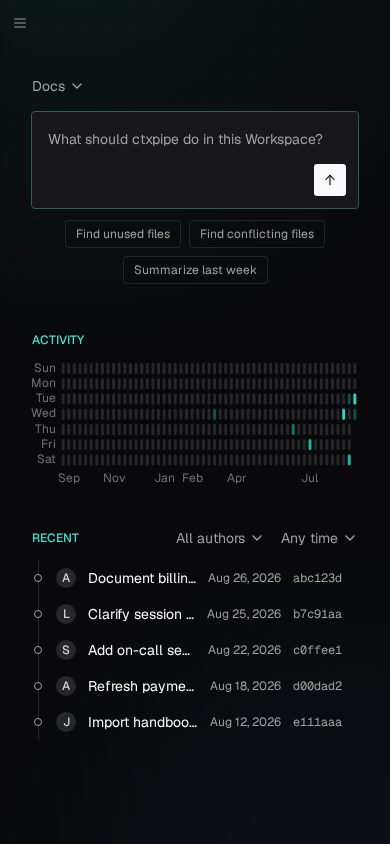 Docs
What should ctxpipe do in this Workspace?
Find unused files
Find conflicting files
Summarize last week
ACTIVITY
Sun
Mon
Tue
Wed
Thu
Fri
Sat
Sep Nov Jan Feb Apr Jul
RECENT All authors Any time
A Document billin... Aug 26, 2026 abc123d
L Clarify session ... Aug 25, 2026 b7c91aa
S Add on-call se... Aug 22, 2026 c0ffee1
A Refresh payme... Aug 18, 2026 d00dad2
J Import handboo... Aug 12, 2026 e111aaa